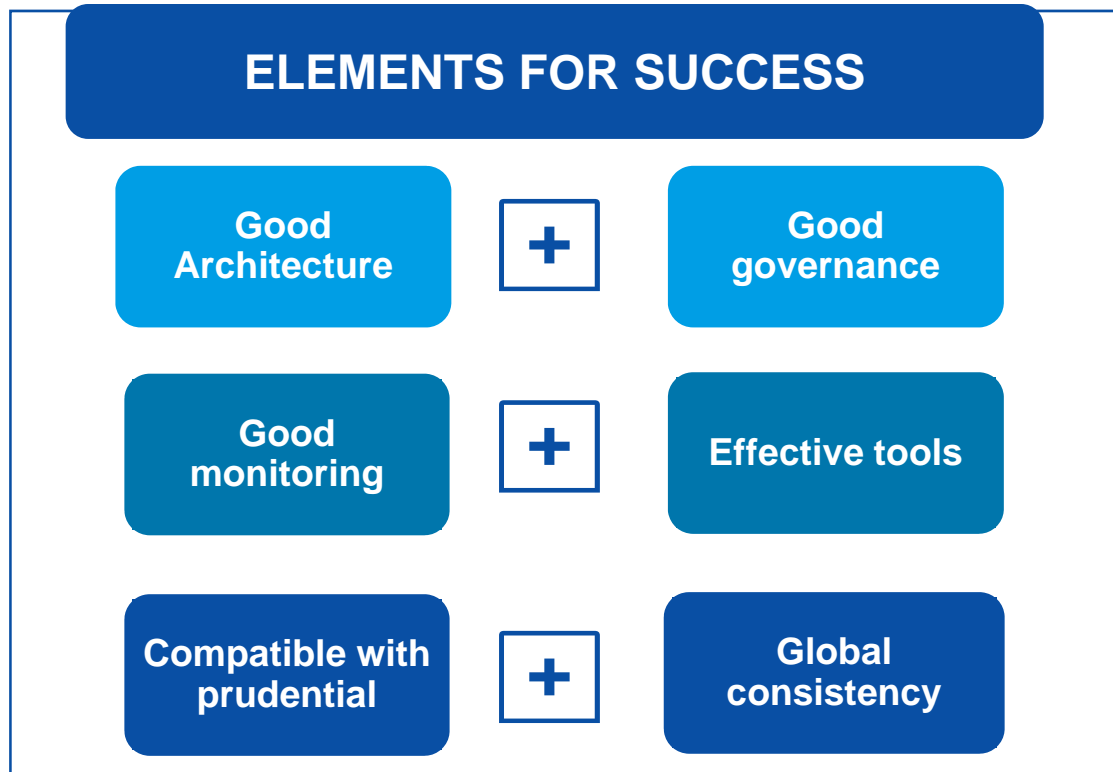 ELEMENTS FOR SUCCESS
Good
Architecture
+
Good
governance
Good
monitoring
+
Effective tools
Compatible with
prudential
+
Global
consistency